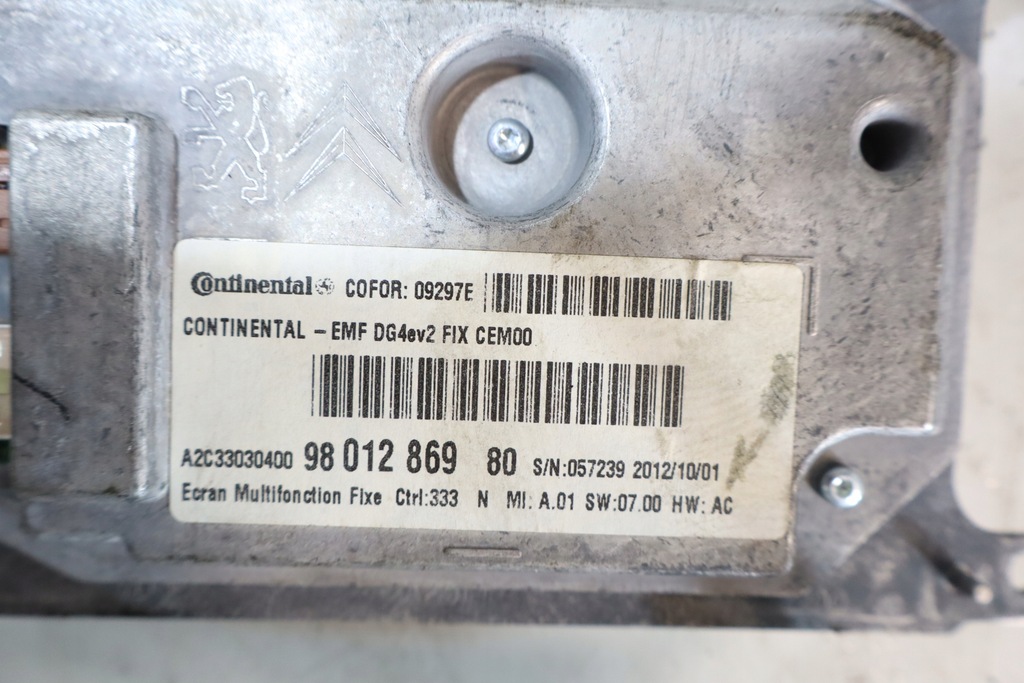 Continental COFOR: 09297E
CONTINENTAL - EMF DG4ev2 FIX CEM00
A2C33030400 98 012 869 80 S/N:057239 2012/10/01
Ecran Multifonction Fixe Ctrl:333 N MI: A.01 SW:07.00 HW: AC